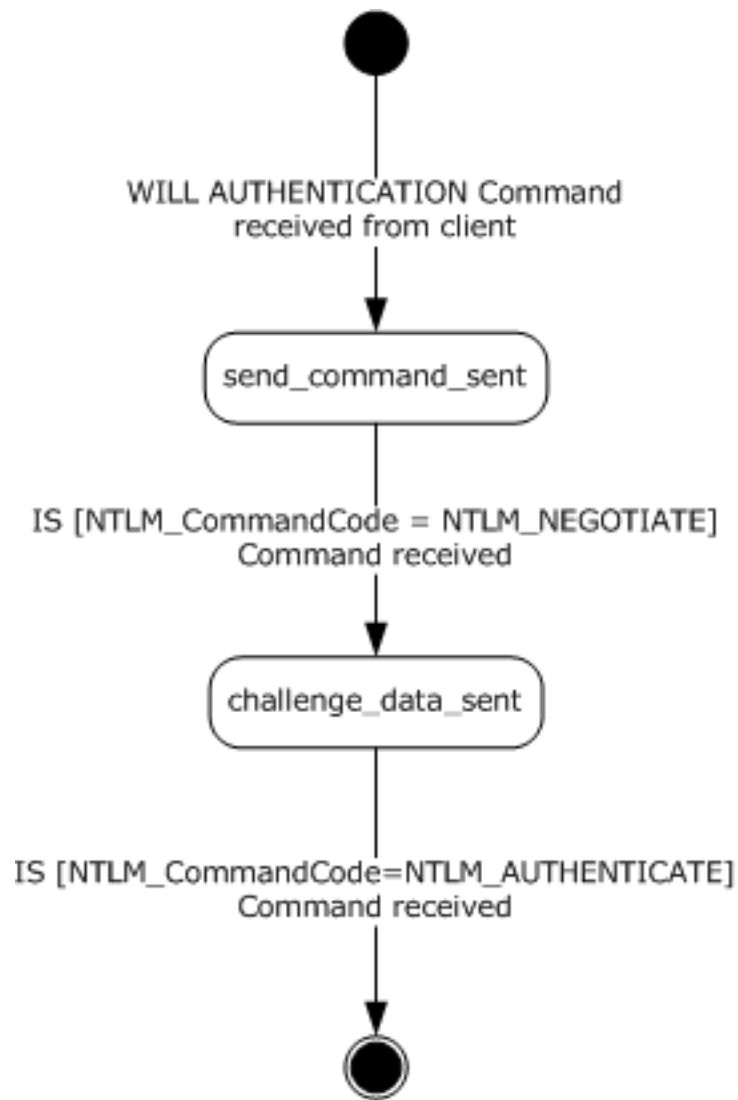 WILL AUTHENTICATION Command
received from client
send_command_sent
IS [NTLM_CommandCode = NTLM_NEGOTIATE]
Command received
challenge_data_sent
IS [NTLM_CommandCode=NTLM_AUTHENTICATE]
Command received